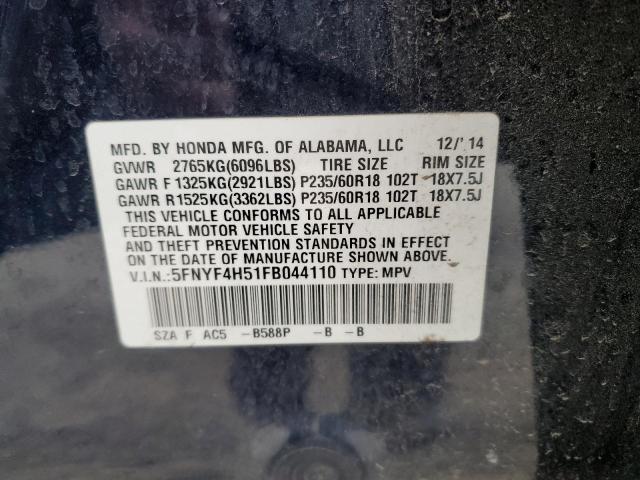 MFD. BY HONDA MFG. OF ALABAMA, LLC 12/'14
GVWR 2765KG(6096LBS) TIRE SIZE RIM SIZE
GAWR F 1325KG(2921LBS) P235/60R18 102T 18X7.5J
GAWR R 1525KG(3362LBS) P235/60R18 102T 18X7.5J
THIS VEHICLE CONFORMS TO ALL APPLICABLE
FEDERAL MOTOR VEHICLE SAFETY
AND THEFT PREVENTION STANDARDS IN EFFECT
ON THE DATE OF MANUFACTURE SHOWN ABOVE.
V.I.N.:5FNYF4H51FB044110 TYPE: MPV
SZA F AC5 -B588P -B -B